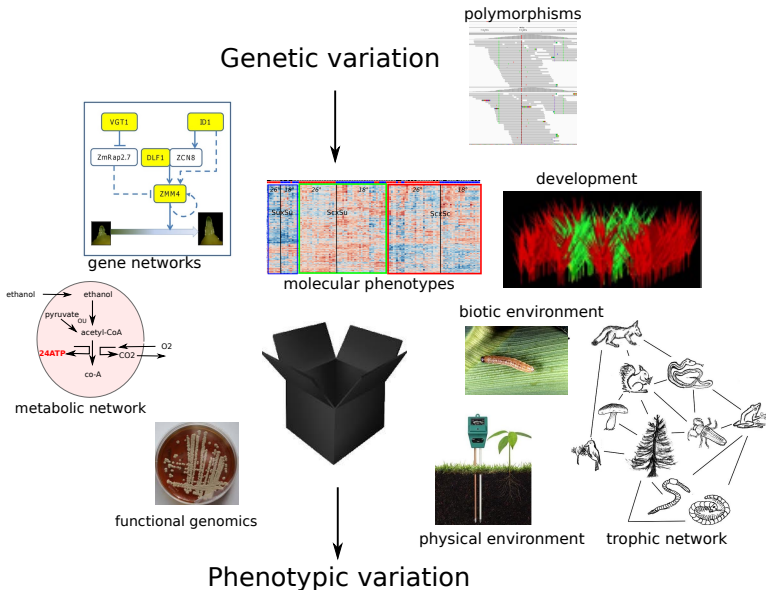 polymorphisms
Genetic variation
VGT1
ID1
ZmRap2.7
DLF1
ZCN8
ZMM4
gene networks
26° 18°
26° 18°
26° 18°
SuxSu
ScxSu
ScxSc
molecular phenotypes
development
ethanol
ethanol
pyruvate
ou
acetyl-CoA
24ATP
CO2
O2
co-A
metabolic network
biotic environment
functional genomics
physical environment
trophic network
Phenotypic variation